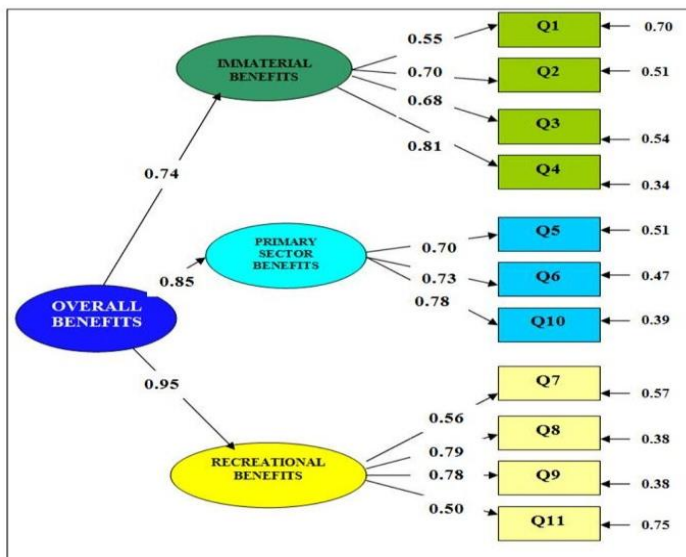 IMMATERIAL
BENEFITS
0.55
0.70
0.68
0.81
Q1
0.70
Q2
0.51
Q3
0.54
Q4
0.34
0.74
PRIMARY
SECTOR
BENEFITS
0.70
0.73
0.78
Q5
0.51
Q6
0.47
Q10
0.39
0.85
OVERALL
BENEFITS
0.95
RECREATIONAL
BENEFITS
0.56
0.79
0.78
0.50
Q7
0.57
Q8
0.38
Q9
0.38
Q11
0.75